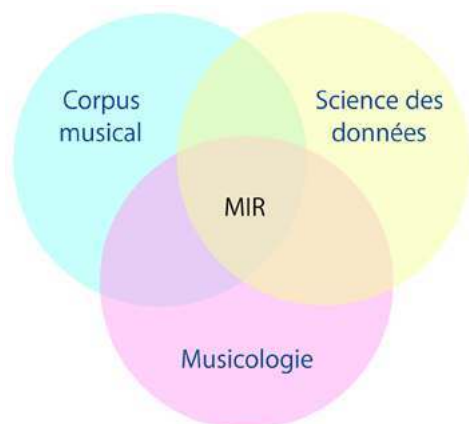 Corpus
musical
Science des
données
MIR
Musicologie